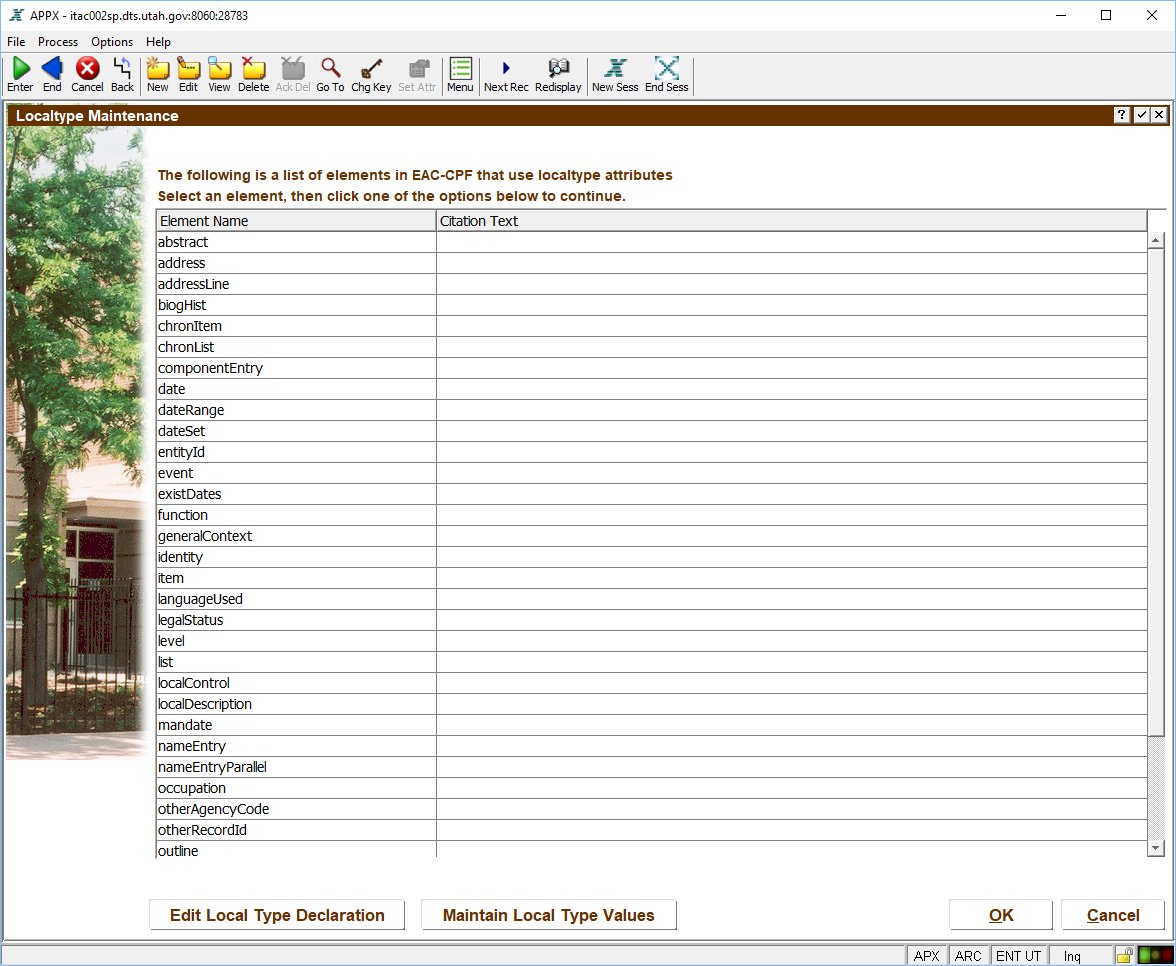 APPX - itac002sp.dts.utah.gov:8060:28783
File Process Options Help
Enter End Cancel Back New Edit View Delete Ack Del Go To Chg Key Set Attr Menu Next Rec Redisplay New Sess End Sess
Localtype Maintenance
The following is a list of elements in EAC-CPF that use localtype attributes
Select an element, then click one of the options below to continue.
Element Name Citation Text
abstract
address
addressLine
biogHist
chronItem
chronList
componentEntry
date
dateRange
dateSet
entityId
event
existDates
function
generalContext
identity
item
languageUsed
legalStatus
level
list
localControl
localDescription
mandate
nameEntry
nameEntryParallel
occupation
otherAgencyCode
otherRecordId
outline
Edit Local Type Declaration Maintain Local Type Values OK Cancel
APX ARC ENT UT Inq